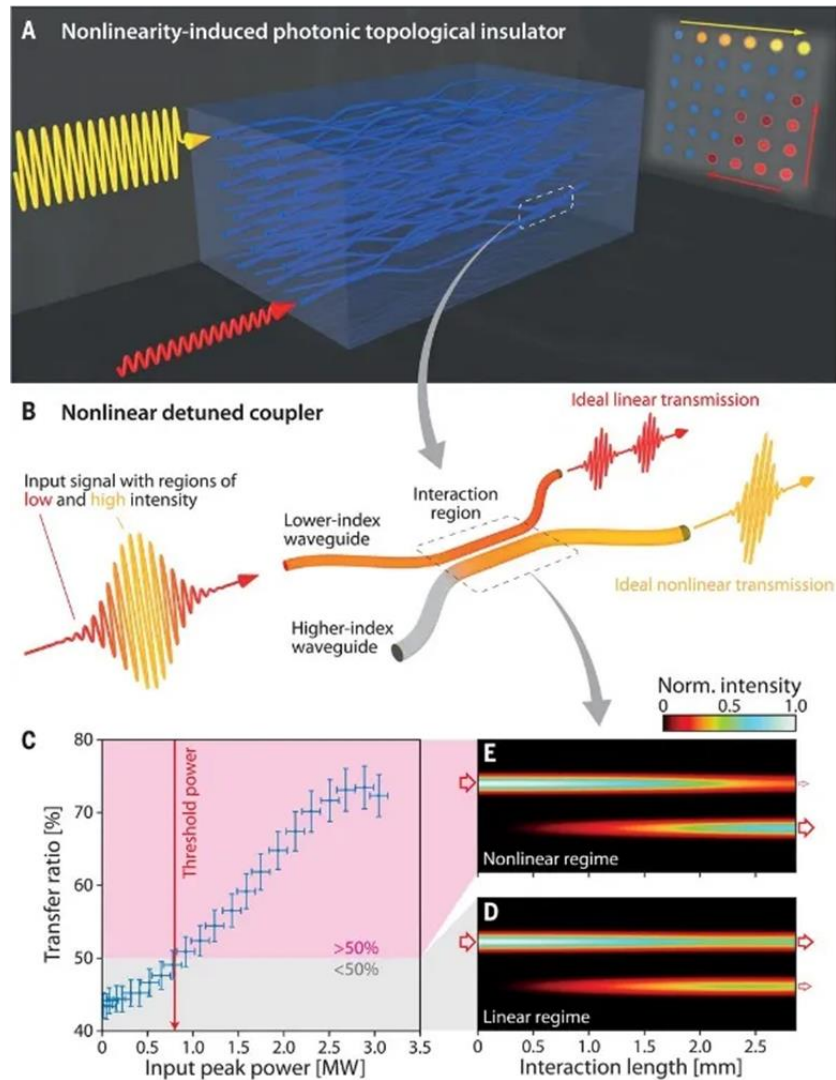 A Nonlinearity-induced photonic topological insulator
B Nonlinear detuned coupler
Ideal linear transmission
Input signal with regions of
low and high intensity
Interaction
region
Lower-index
waveguide
Ideal nonlinear transmission
Higher-index
waveguide
Norm. intensity
0 0.5 1.0
C
80
70
60
50
40
Transfer ratio [%]
Threshold power
>50%
<50%
0 0.5 1.0 1.5 2.0 2.5 3.0 3.5
Input peak power [MW]
E
Nonlinear regime
D
Linear regime
0 0.5 1.0 1.5 2.0 2.5
Interaction length [mm]